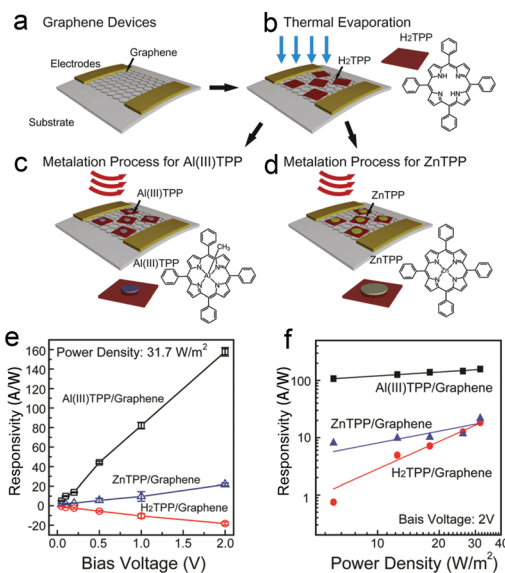 a Graphene Devices
Graphene
Electrodes
Substrate
b Thermal Evaporation
H2TPP
NH
N
N
HN
c Metalation Process for Al(III)TPP
Al(III)TPP
Al(III)TPP
CH3
N
N
Al
N
N
d Metalation Process for ZnTPP
ZnTPP
ZnTPP
N
N
Zn
N
N
e
Power Density: 31.7 W/m2
Al(III)TPP/Graphene
ZnTPP/Graphene
H2TPP/Graphene
Responsivity (A/W)
160
140
120
100
80
60
40
20
0
-20
0.0
0.5
1.0
1.5
2.0
Bias Voltage (V)
f
Al(III)TPP/Graphene
ZnTPP/Graphene
H2TPP/Graphene
Bais Voltage: 2V
Responsivity (A/W)
100
10
1
10
20
30
40
Power Density (W/m2)